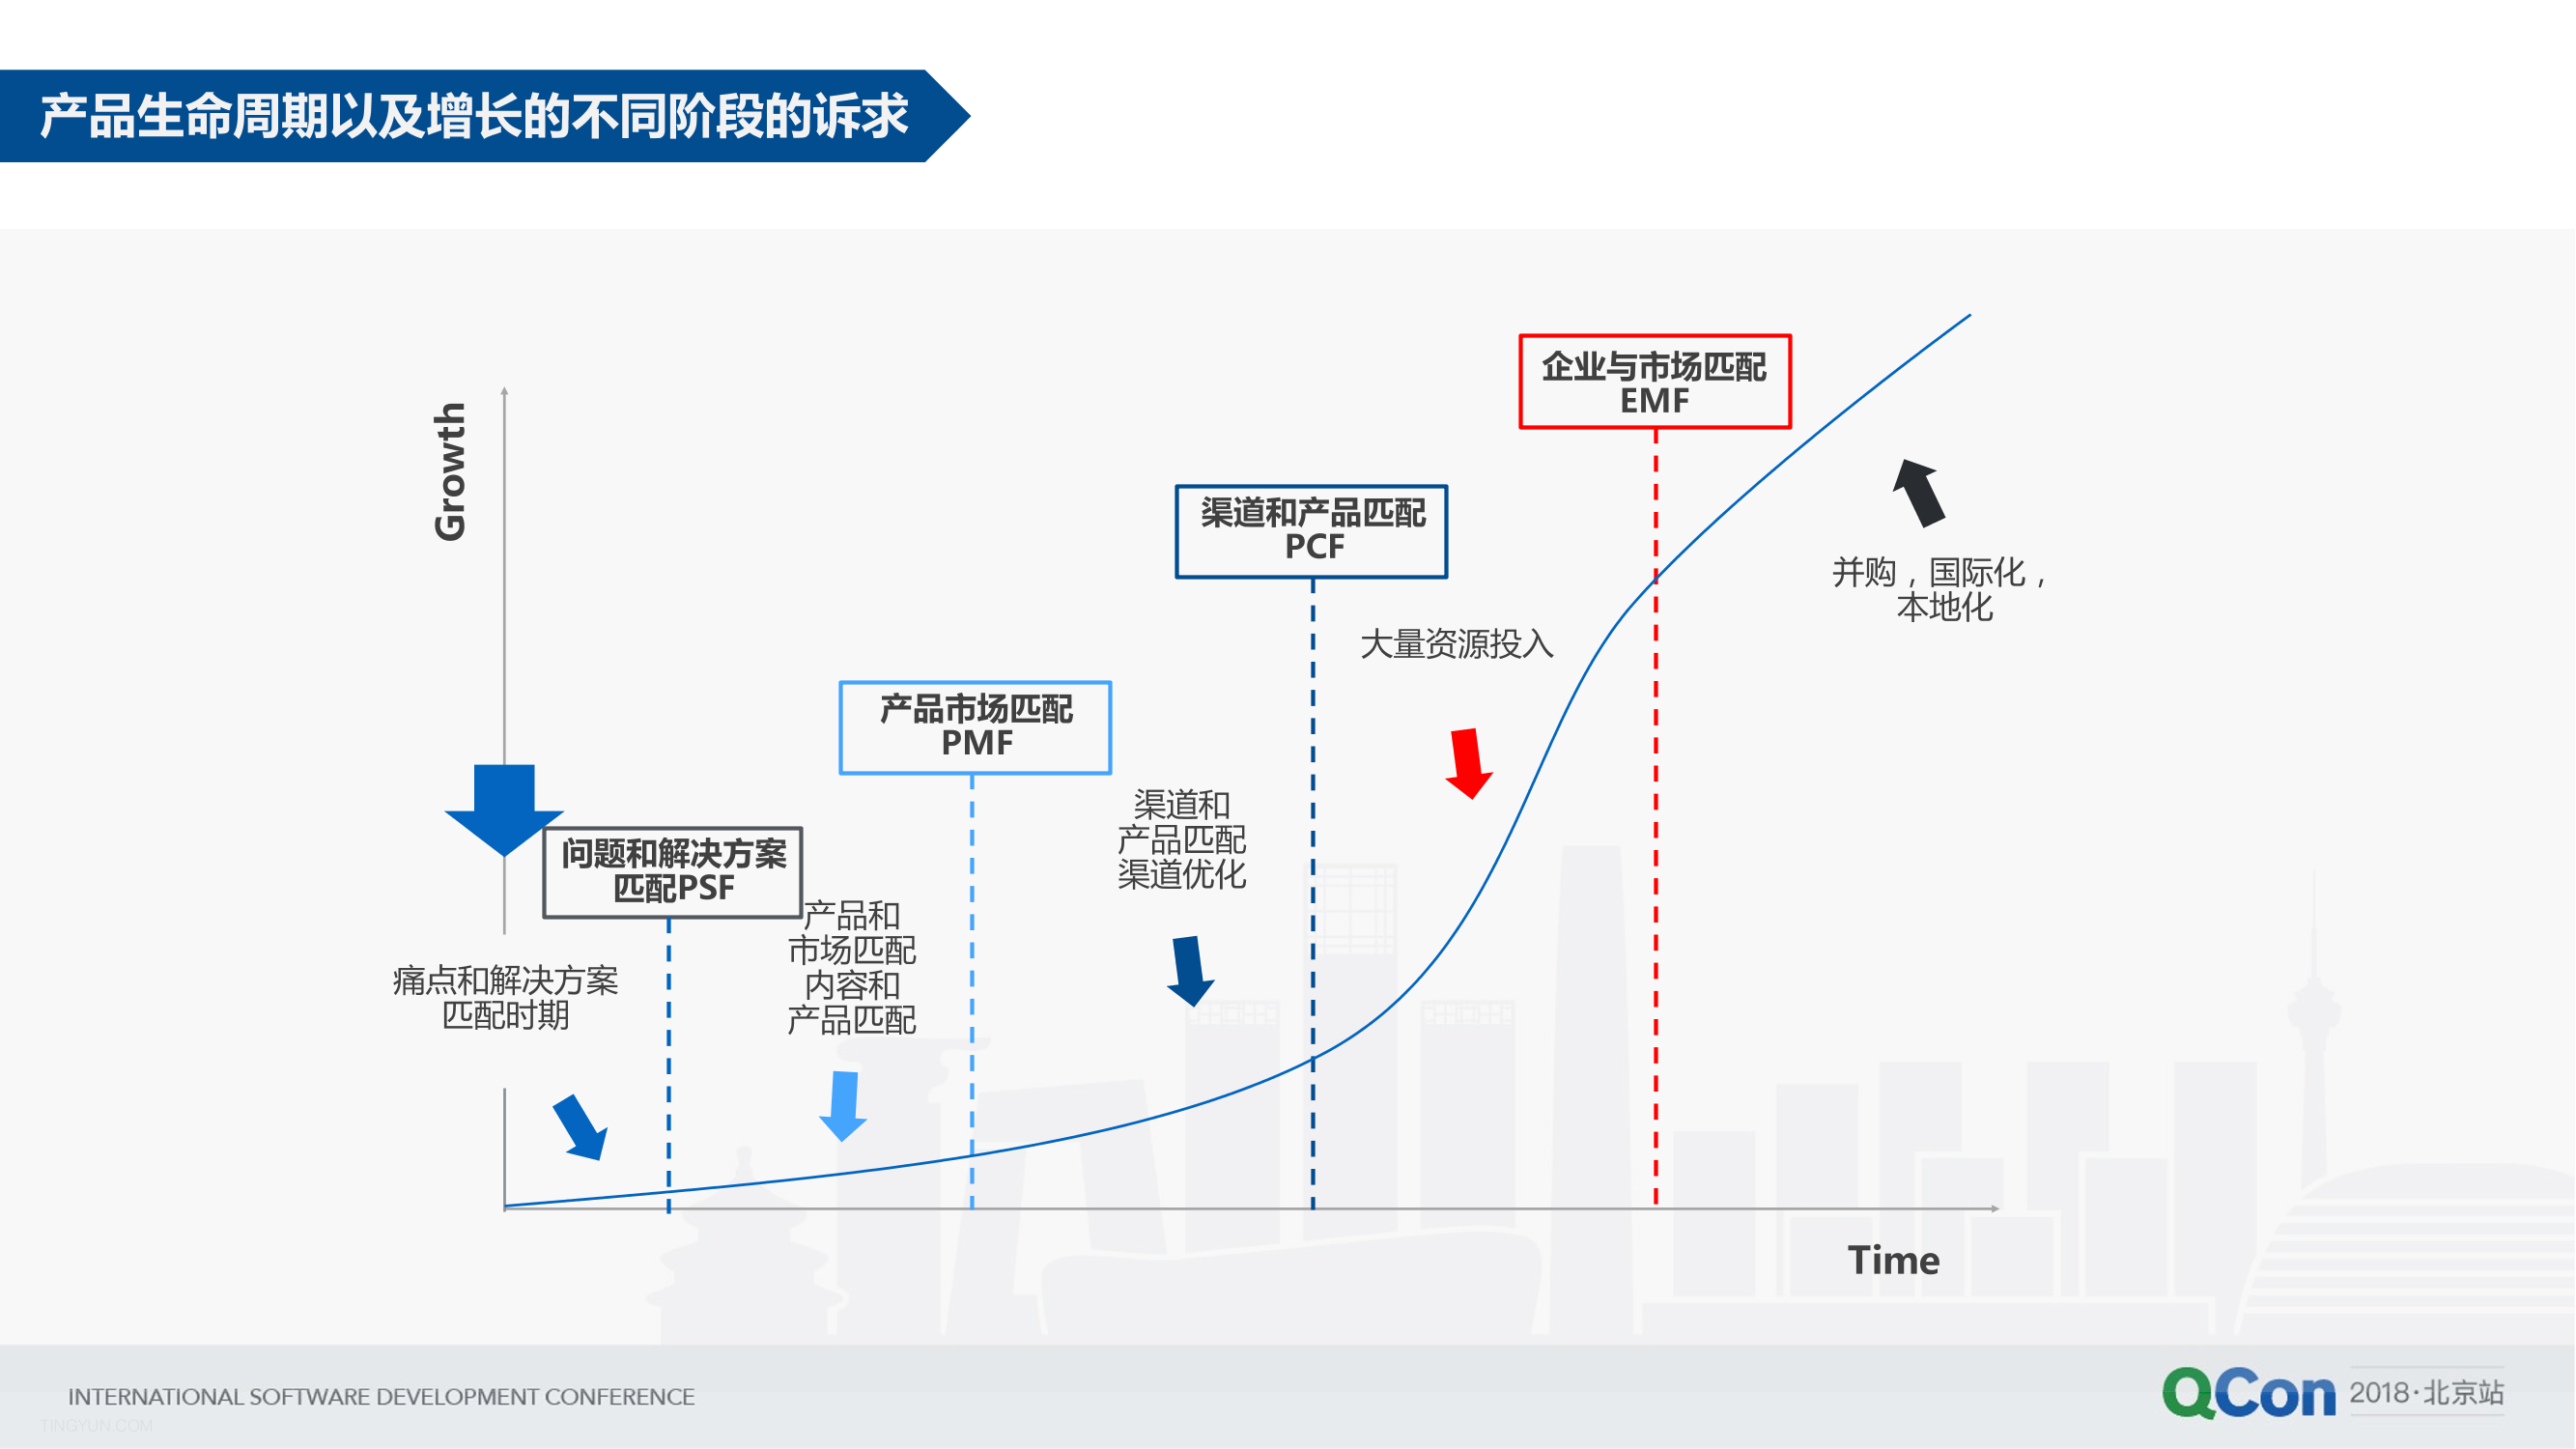 产品生命周期以及增长的不同阶段的诉求
Growth
企业与市场匹配
EMF
渠道和产品匹配
PCF
并购，国际化，
本地化
大量资源投入
产品市场匹配
PMF
渠道和
产品匹配
渠道优化
问题和解决方案
匹配PSF
产品和
市场匹配
内容和
产品匹配
痛点和解决方案
匹配时期
Time
INTERNATIONAL SOFTWARE DEVELOPMENT CONFERENCE
TINGYUN.COM
QCon 2018·北京站